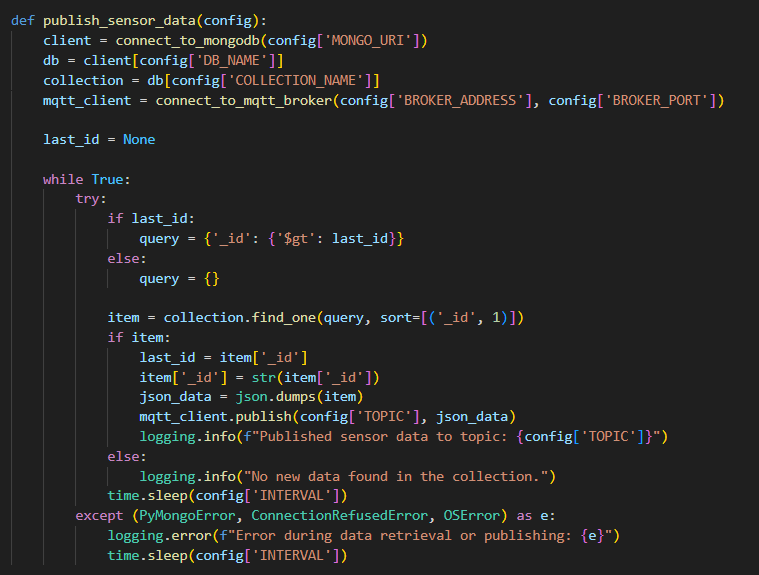 def publish_sensor_data(config):
    client = connect_to_mongodb(config['MONGO_URI'])
    db = client[config['DB_NAME']]
    collection = db[config['COLLECTION_NAME']]
    mqtt_client = connect_to_mqtt_broker(config['BROKER_ADDRESS'], config['BROKER_PORT'])

    last_id = None

    while True:
        try:
            if last_id:
                query = {'_id': {'$gt': last_id}}
            else:
                query = {}

            item = collection.find_one(query, sort=[('_id', 1)])
            if item:
                last_id = item['_id']
                item['_id'] = str(item['_id'])
                json_data = json.dumps(item)
                mqtt_client.publish(config['TOPIC'], json_data)
                logging.info(f"Published sensor data to topic: {config['TOPIC']}")
            else:
                logging.info("No new data found in the collection.")
            time.sleep(config['INTERVAL'])
        except (PyMongoError, ConnectionRefusedError, OSError) as e:
            logging.error(f"Error during data retrieval or publishing: {e}")
            time.sleep(config['INTERVAL'])